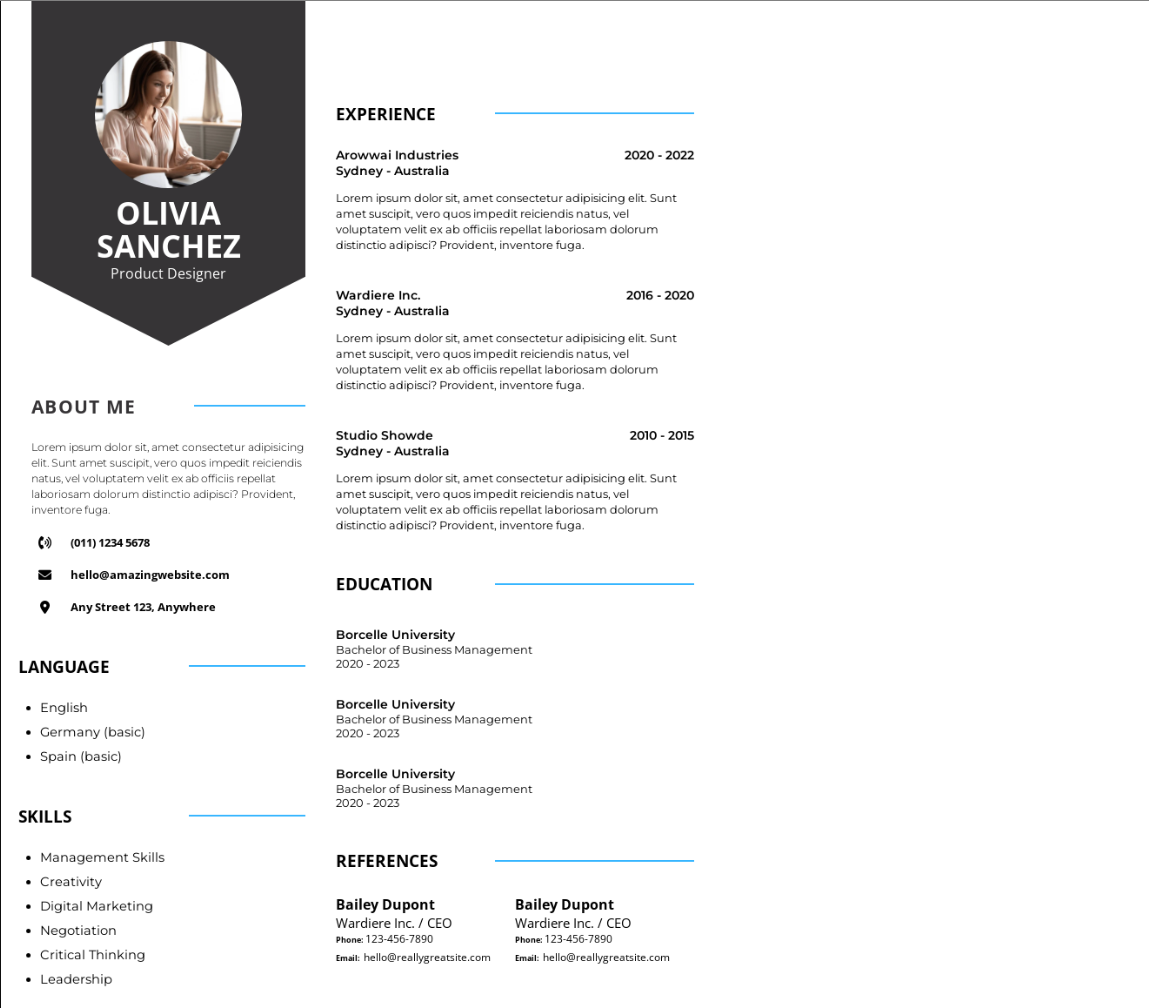 OLIVIA
SANCHEZ
Product Designer
ABOUT ME
Lorem ipsum dolor sit, amet consectetur adipisicing
elit. Sunt amet suscipit, vero quos impedit reiciendis
natus, vel voluptatem velit ex ab officiis repellat
laboriosam dolorum distinctio adipisci? Provident,
inventore fuga.
(011) 1234 5678
hello@amazingwebsite.com
Any Street 123, Anywhere
LANGUAGE
• English
• Germany (basic)
• Spain (basic)
SKILLS
• Management Skills
• Creativity
• Digital Marketing
• Negotiation
• Critical Thinking
• Leadership
EXPERIENCE
Arowwai Industries 2020 - 2022
Sydney - Australia
Lorem ipsum dolor sit, amet consectetur adipisicing elit. Sunt
amet suscipit, vero quos impedit reiciendis natus, vel
voluptatem velit ex ab officiis repellat laboriosam dolorum
distinctio adipisci? Provident, inventore fuga.
Wardiere Inc. 2016 - 2020
Sydney - Australia
Lorem ipsum dolor sit, amet consectetur adipisicing elit. Sunt
amet suscipit, vero quos impedit reiciendis natus, vel
voluptatem velit ex ab officiis repellat laboriosam dolorum
distinctio adipisci? Provident, inventore fuga.
Studio Showde 2010 - 2015
Sydney - Australia
Lorem ipsum dolor sit, amet consectetur adipisicing elit. Sunt
amet suscipit, vero quos impedit reiciendis natus, vel
voluptatem velit ex ab officiis repellat laboriosam dolorum
distinctio adipisci? Provident, inventore fuga.
EDUCATION
Borcelle University
Bachelor of Business Management
2020 - 2023
Borcelle University
Bachelor of Business Management
2020 - 2023
Borcelle University
Bachelor of Business Management
2020 - 2023
REFERENCES
Bailey Dupont
Wardiere Inc. / CEO
Phone: 123-456-7890
Email: hello@reallygreatsite.com
Bailey Dupont
Wardiere Inc. / CEO
Phone: 123-456-7890
Email: hello@reallygreatsite.com